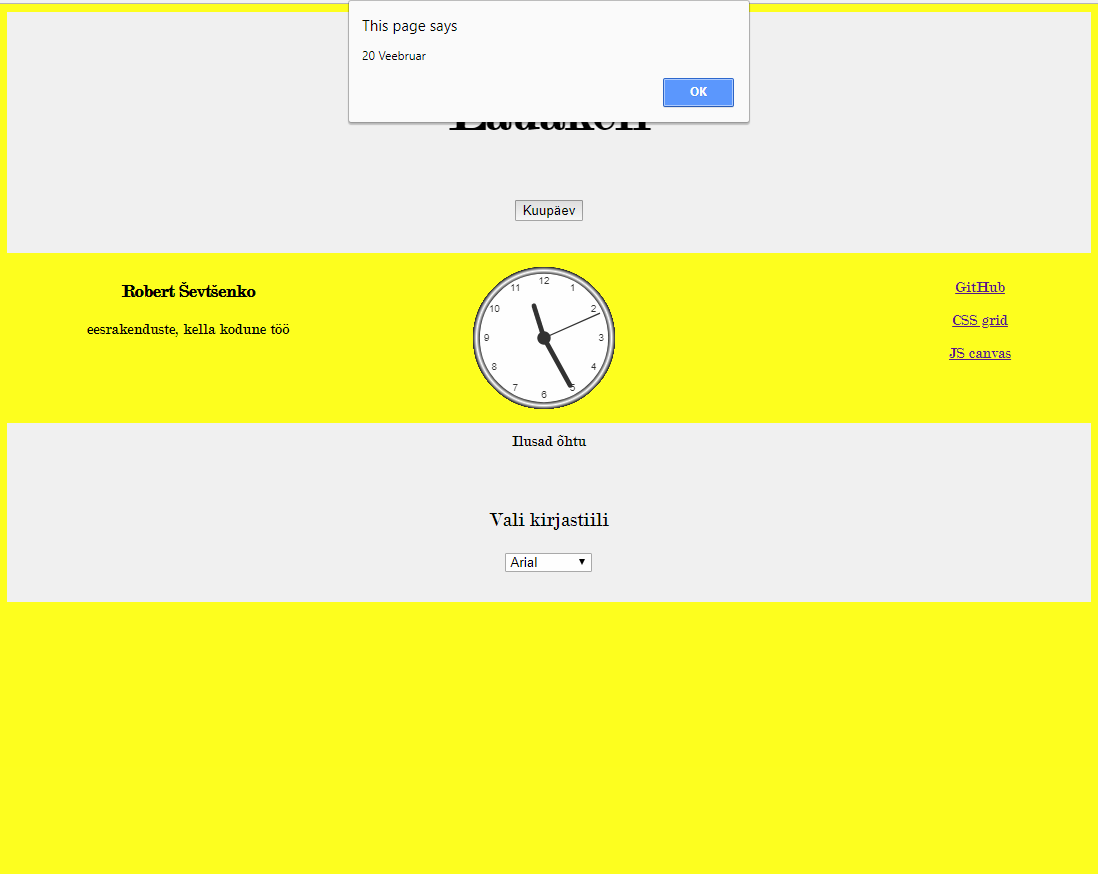 This page says
20 Veebruar
OK
Kuupäev
Robert Ševtšenko
eesrakenduste, kella kodune töö
12
11
1
10
2
9
3
8
4
7
5
6
GitHub
CSS grid
JS canvas
Ilusad õhtu
Vali kirjastiili
Arial